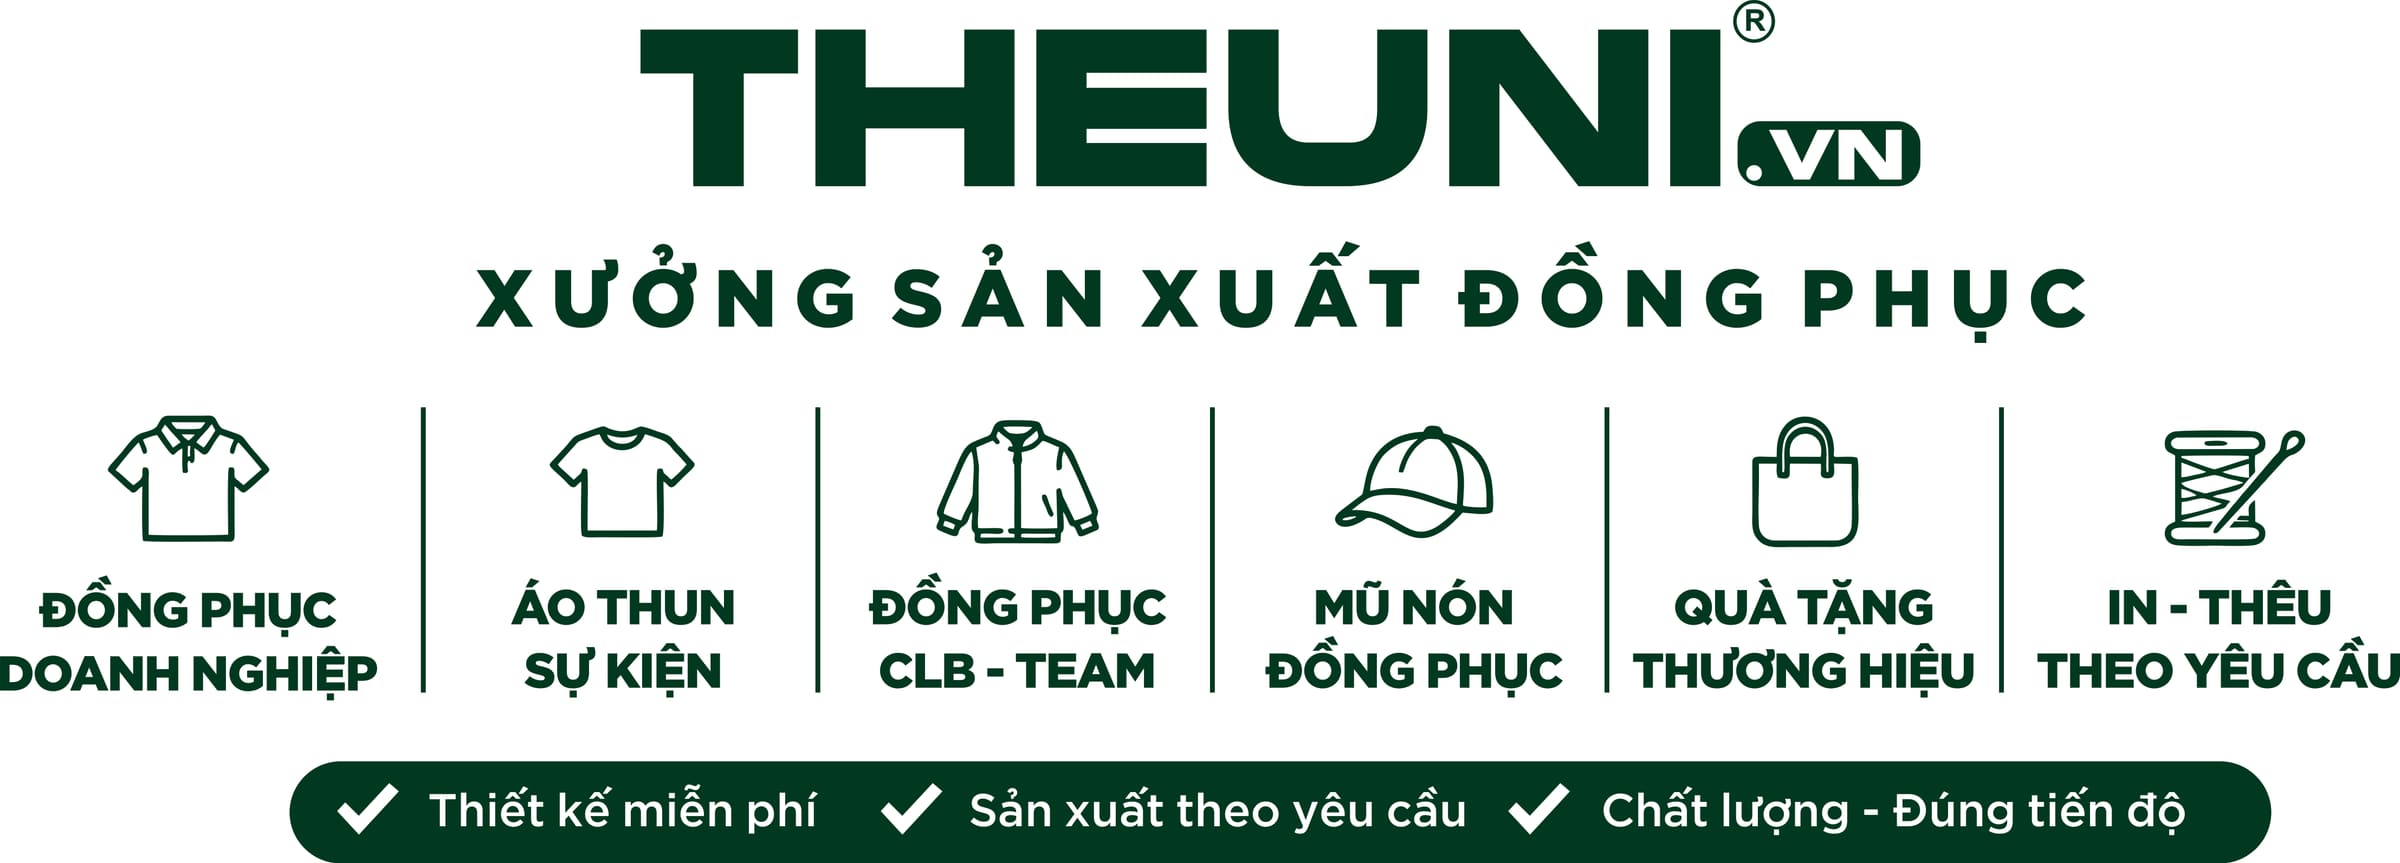 THEUNI®.VN
XƯỞNG SẢN XUẤT ĐỒNG PHỤC
ĐỒNG PHỤC
DOANH NGHIỆP
ÁO THUN
SỰ KIỆN
ĐỒNG PHỤC
CLB - TEAM
MŨ NÓN
ĐỒNG PHỤC
QUÀ TẶNG
THƯƠNG HIỆU
IN - THÊU
THEO YÊU CẦU
Thiết kế miễn phí
Sản xuất theo yêu cầu
Chất lượng - Đúng tiến độ